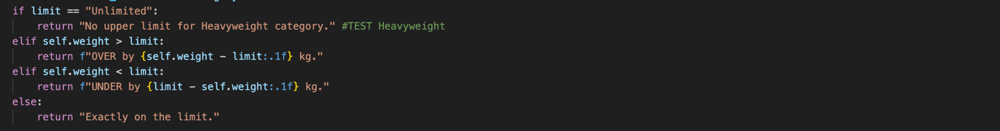 if limit == "Unlimited":
    return "No upper limit for Heavyweight category." #TEST Heavyweight
elif self.weight > limit:
    return f"OVER by {self.weight - limit:.1f} kg."
elif self.weight < limit:
    return f"UNDER by {limit - self.weight:.1f} kg."
else:
    return "Exactly on the limit."